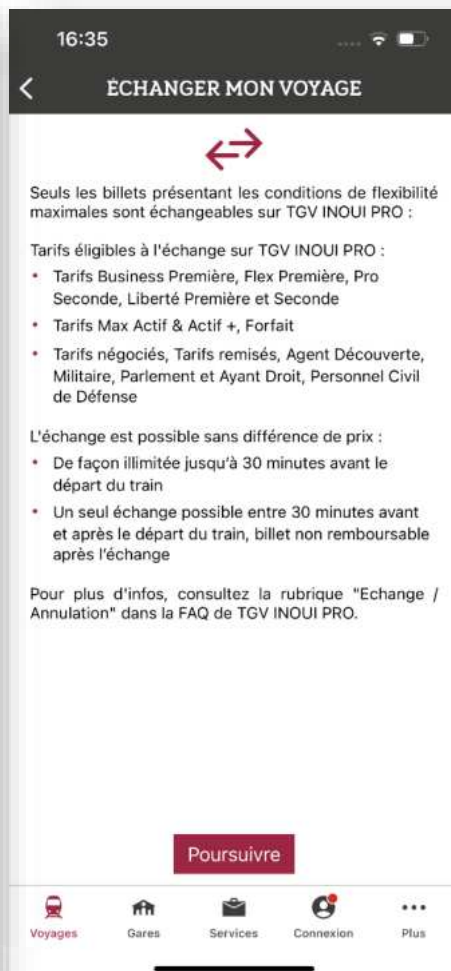 16:35
ÉCHANGER MON VOYAGE
Seuls les billets présentant les conditions de flexibilité
maximales sont échangeables sur TGV INOUI PRO :
Tarifs éligibles à l'échange sur TGV INOUI PRO :
• Tarifs Business Première, Flex Première, Pro
Seconde, Liberté Première et Seconde
• Tarifs Max Actif & Actif +, Forfait
• Tarifs négociés, Tarifs remisés, Agent Découverte,
Militaire, Parlement et Ayant Droit, Personnel Civil
de Défense
L'échange est possible sans différence de prix :
• De façon illimitée jusqu'à 30 minutes avant le
départ du train
• Un seul échange possible entre 30 minutes avant
et après le départ du train, billet non remboursable
après l'échange
Pour plus d'infos, consultez la rubrique "Echange /
Annulation" dans la FAQ de TGV INOUI PRO.
Poursuivre
Voyages Gares Services Connexion Plus